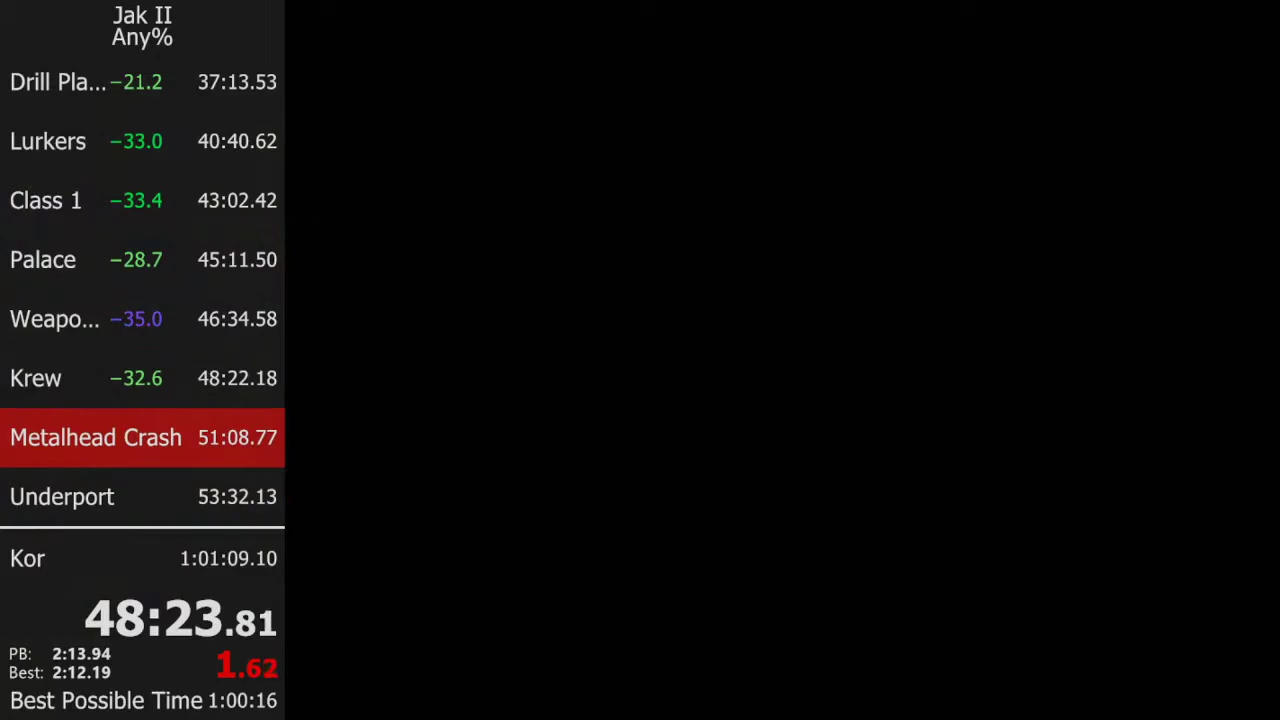 Jak II
Any%
Drill Pla... −21.2 37:13.53
Lurkers −33.0 40:40.62
Class 1 −33.4 43:02.42
Palace −28.7 45:11.50
Weapo... −35.0 46:34.58
Krew −32.6 48:22.18
Metalhead Crash 51:08.77
Underport 53:32.13
Kor 1:01:09.10
48:23.81
PB: 2:13.94
Best: 2:12.19
1.62
Best Possible Time 1:00:16